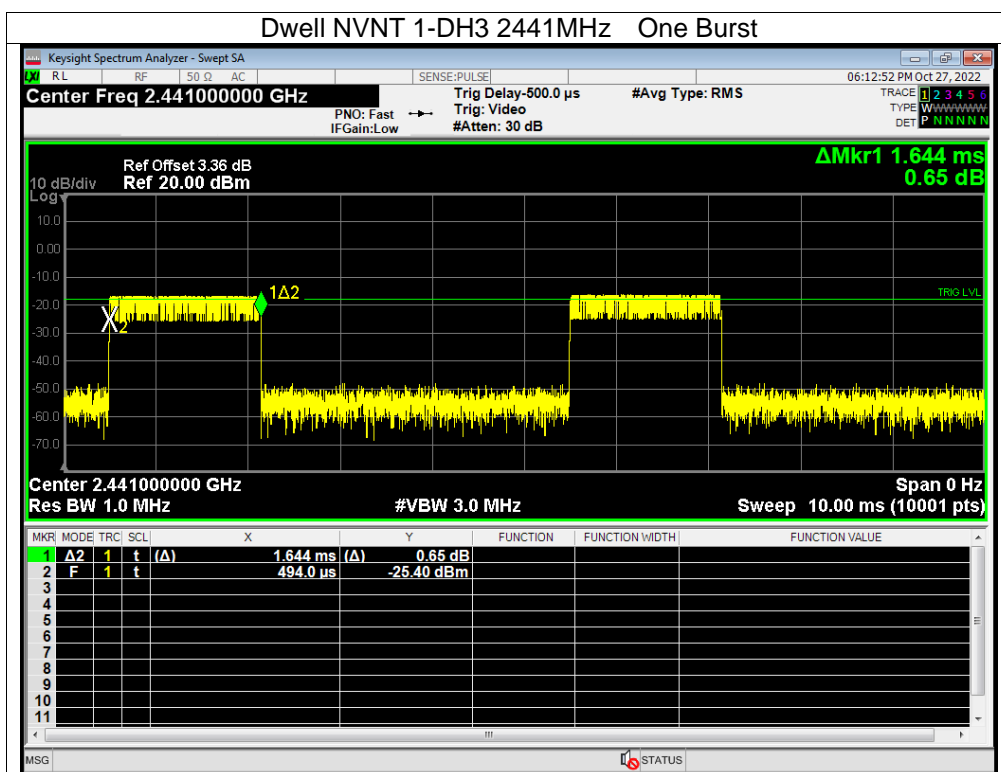 Dwell NVNT 1-DH3 2441MHz One Burst
Keysight Spectrum Analyzer - Swept SA
LXI RL RF 50 Ω AC SENSE:PULSE 06:12:52 PM Oct 27, 2022
Center Freq 2.441000000 GHz Trig Delay-500.0 µs #Avg Type: RMS TRACE 1 2 3 4 5 6
PNO: Fast Trig: Video TYPE WWWWWWW
IFGain:Low #Atten: 30 dB DET P N N N N N
ΔMkr1 1.644 ms
Ref Offset 3.36 dB
10 dB/div Ref 20.00 dBm 0.65 dB
Log
10.0
0.00
-10.0
1Δ2
TRIG LVL
-20.0
2
-30.0
-40.0
-50.0
-60.0
-70.0
Center 2.441000000 GHz Span 0 Hz
Res BW 1.0 MHz #VBW 3.0 MHz Sweep 10.00 ms (10001 pts)
MKR MODE TRC SCL X Y FUNCTION FUNCTION WIDTH FUNCTION VALUE
1 Δ2 1 t (Δ) 1.644 ms (Δ) 0.65 dB
2 F 1 t 494.0 µs -25.40 dBm
3
4
5
6
7
8
9
10
11
MSG STATUS